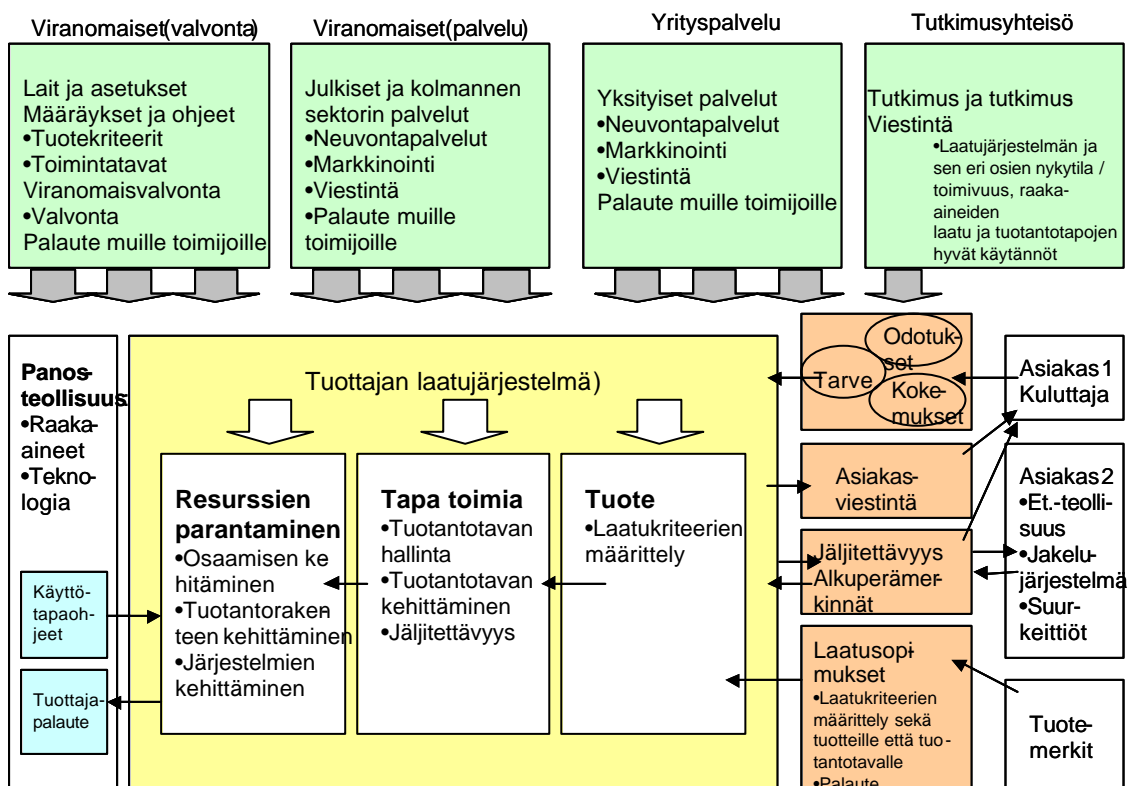 Viranomaiset(valvonta)
Viranomaiset(palvelu)
Yrityspalvelu
Tutkimusyhteisö
Lait ja asetukset
Määräykset ja ohjeet
•Tuotekriteerit
•Toimintatavat
Viranomaisvalvonta
•Valvonta
Palaute muille toimijoille
Julkiset ja kolmannen
sektorin palvelut
•Neuvontapalvelut
•Markkinointi
•Viestintä
•Palaute muille
toimijoille
Yksityiset palvelut
•Neuvontapalvelut
•Markkinointi
•Viestintä
Palaute muille toimijoille
Tutkimus ja tutkimus-
Viestintä
•Laatujärjestelmän ja
sen eri osien nykytila /
toimivuus, raaka-
aineiden
laatu ja tuotantotapojen
hyvät käytännöt
Panos-
teollisuus:
•Raaka-
aineet
•Tekno-
logia
Käyttö-
tapaoh-
jeet
Tuottaja-
palaute
Tuottajan laatujärjestelmä)
Resurssien
parantaminen
•Osaamisen ke
hitäminen
•Tuotantoraken-
teen kehittäminen
•Järjestelmien
kehittäminen
Tapa toimia
•Tuotantotavan
hallinta
•Tuotantotavan
kehittäminen
•Jäljitettävyys
Tuote
•Laatukriteerien
määrittely
Odotuk-
set
Tarve
Koke-
mukset
Asiakas-
viestintä
Jäljitettävyys
Alkuperämer-
kinnät
Laatusopi-
mukset
•Laatukriteerien
määrittely sekä
tuotteille että tuo-
tantotavalle
•Palaute
Asiakas 1
Kuluttaja
Asiakas 2
•Et.-teolli-
suus
•Jakelu-
järjestelmä
•Suur-
keittiöt
Tuote-
merkit